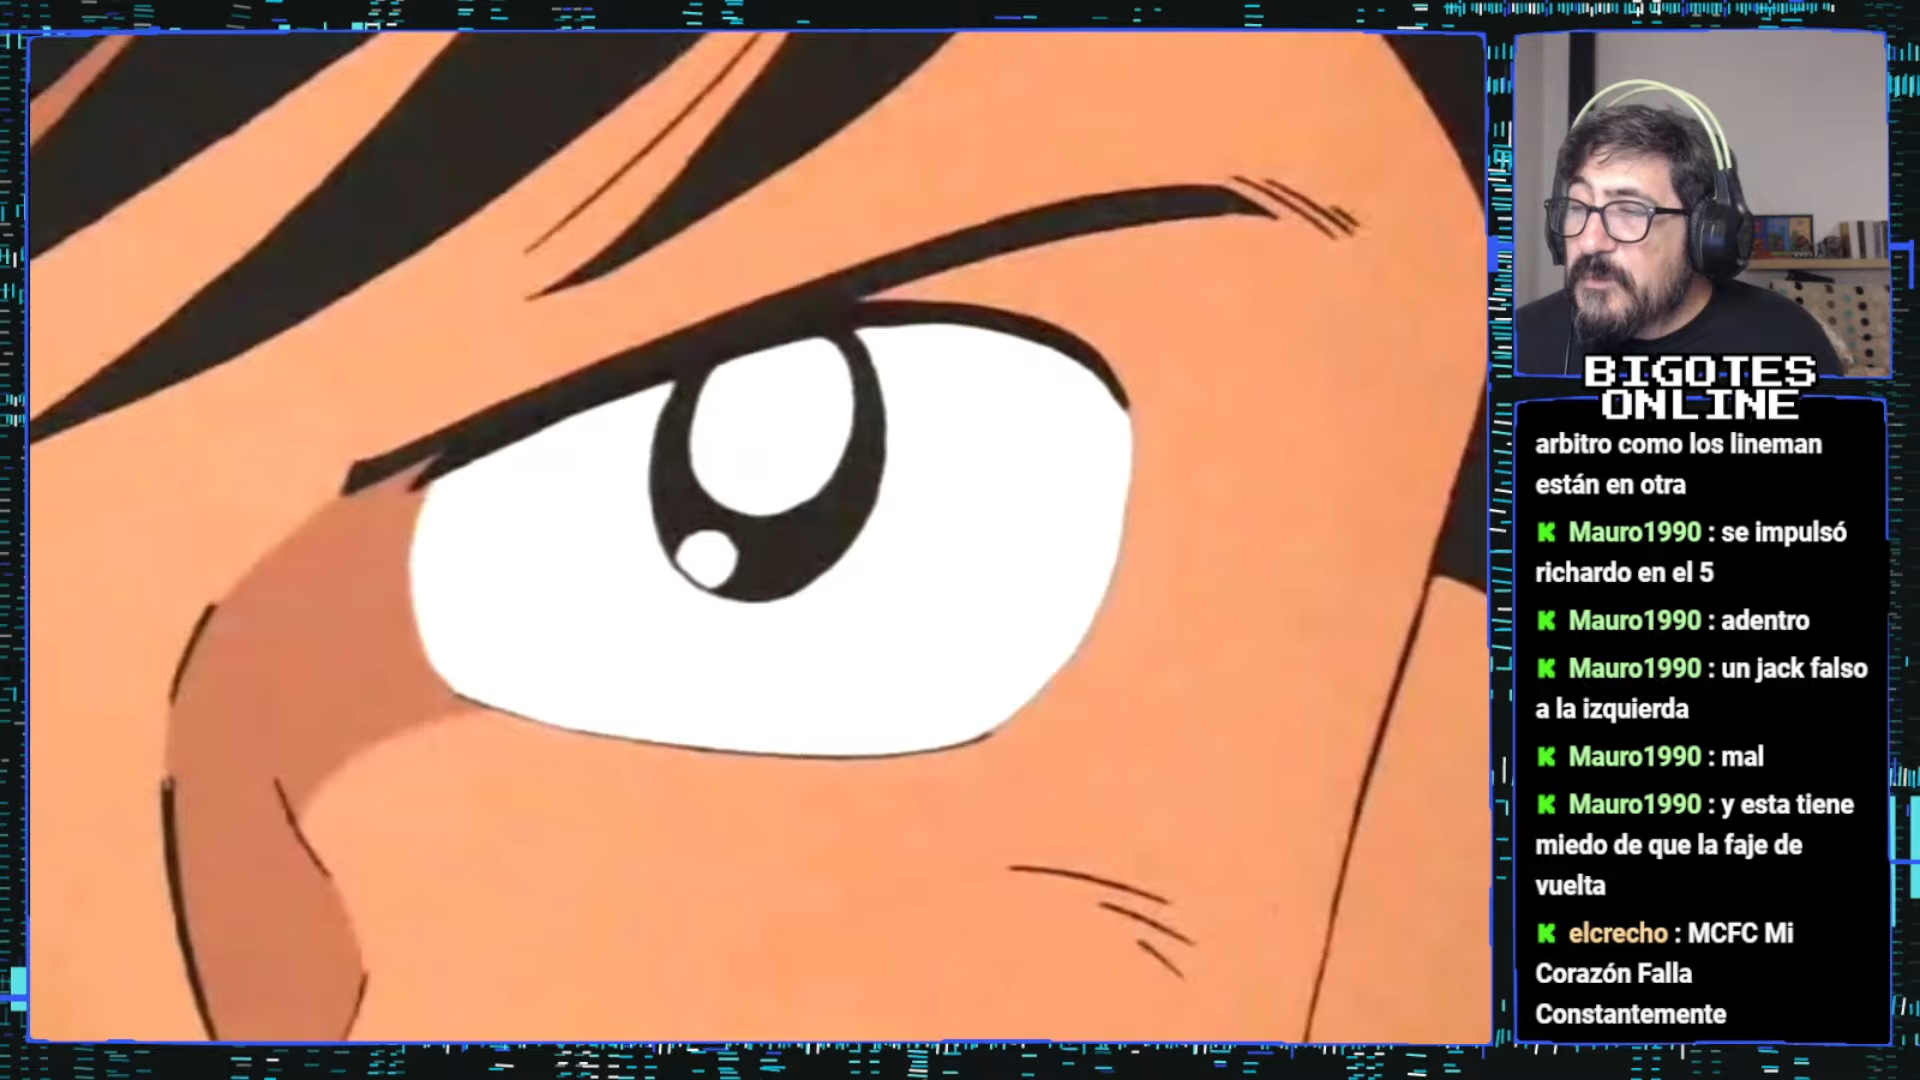 BIGOTES
ONLINE
arbitro como los lineman
están en otra
Mauro1990 : se impulsó
richardo en el 5
Mauro1990 : adentro
Mauro1990 : un jack falso
a la izquierda
Mauro1990 : mal
Mauro1990 : y esta tiene
miedo de que la faje de
vuelta
elcrecho : MCFC Mi
Corazón Falla
Constantemente